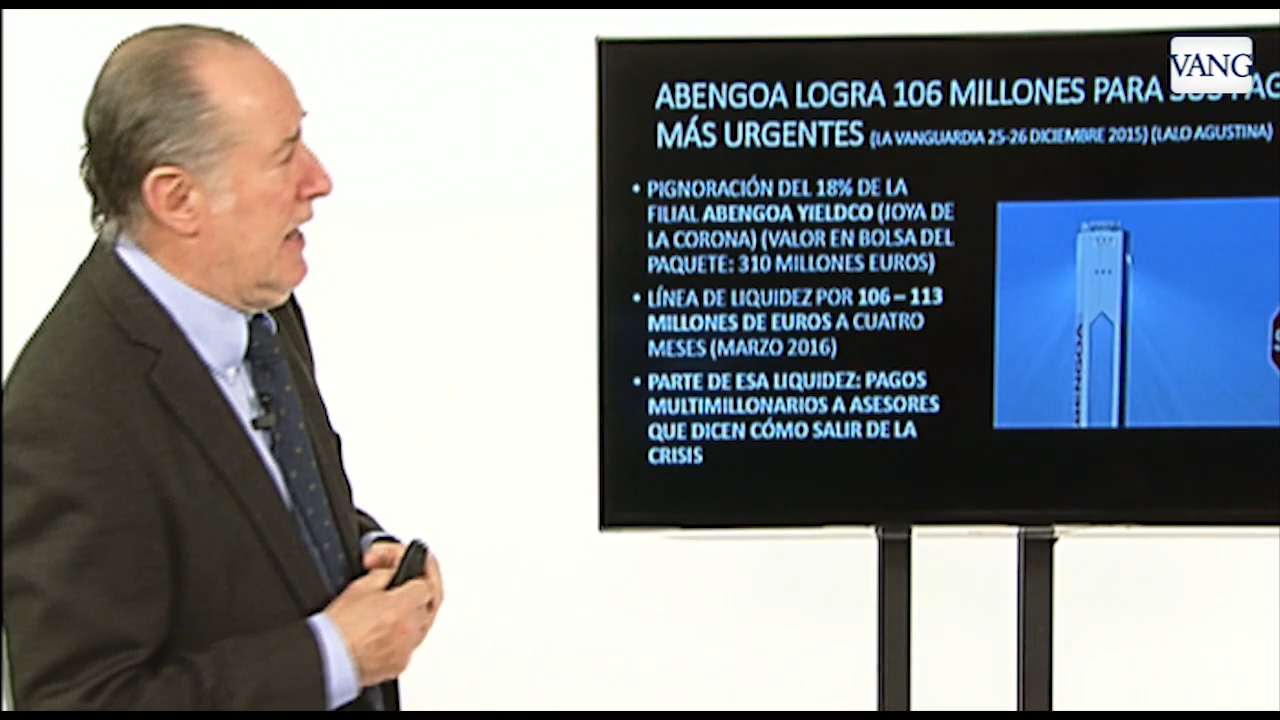 VANG
ABENGOA LOGRA 106 MILLONES PARA SUS PAG
MÁS URGENTES (LA VANGUARDIA 25-26 DICIEMBRE 2015) (LALO AGUSTINA)
• PIGNORACIÓN DEL 18% DE LA
FILIAL ABENGOA YIELDCO (JOYA DE
LA CORONA) (VALOR EN BOLSA DEL
PAQUETE: 310 MILLONES EUROS)
• LÍNEA DE LIQUIDEZ POR 106 – 113
MILLONES DE EUROS A CUATRO
MESES (MARZO 2016)
• PARTE DE ESA LIQUIDEZ: PAGOS
MULTIMILLONARIOS A ASESORES
QUE DICEN CÓMO SALIR DE LA
CRISIS
ABENGOA